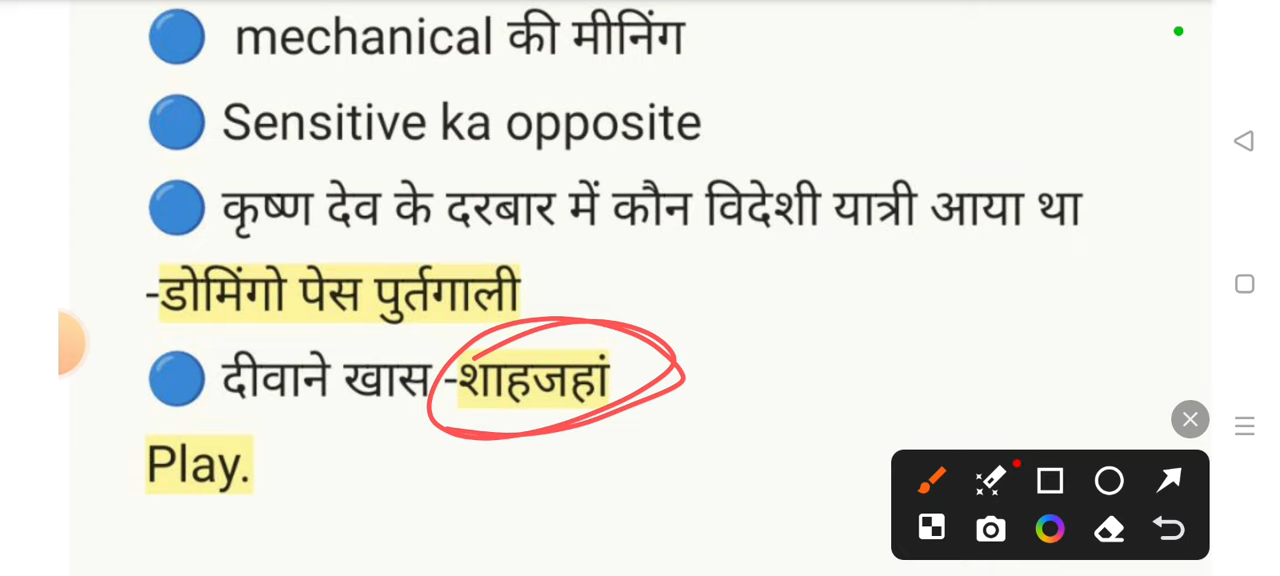 🔵 mechanical की मीनिंग
🔵 Sensitive ka opposite
🔵 कृष्ण देव के दरबार में कौन विदेशी यात्री आया था
-डोमिंगो पेस पुर्तगाली
🔵 दीवाने खास -शाहजहां
Play.